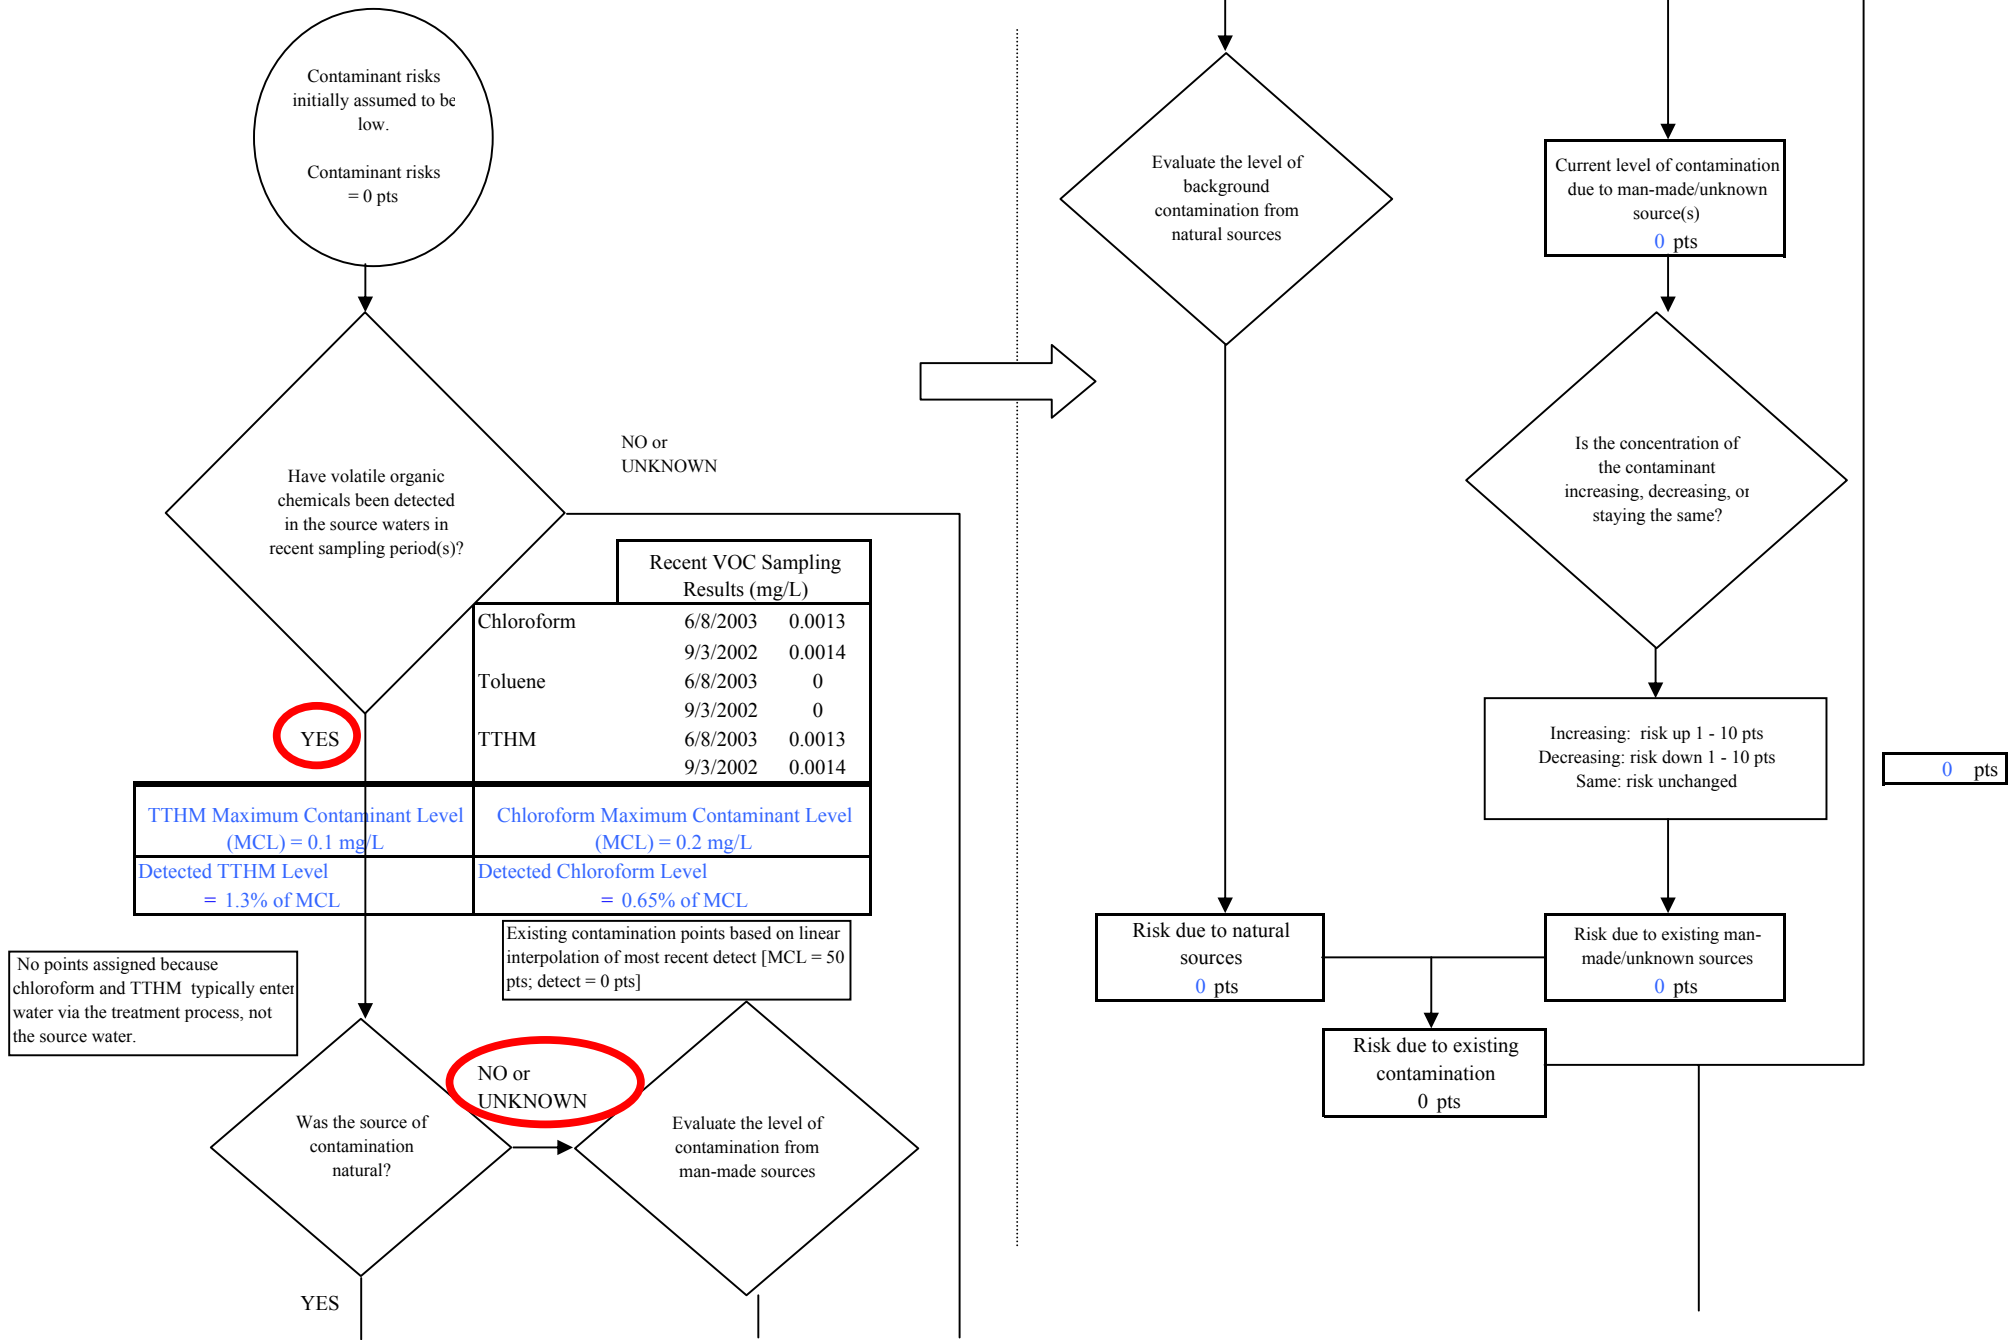 Contaminant risks
initially assumed to be
low.
Contaminant risks
= 0 pts
Have volatile organic
chemicals been detected
in the source waters in
recent sampling period(s)?
NO or
UNKNOWN
Recent VOC Sampling
Results (mg/L)
Chloroform 6/8/2003 0.0013
9/3/2002 0.0014
Toluene 6/8/2003 0
9/3/2002 0
TTHM 6/8/2003 0.0013
9/3/2002 0.0014
YES
TTHM Maximum Contaminant Level
(MCL) = 0.1 mg/L
Chloroform Maximum Contaminant Level
(MCL) = 0.2 mg/L
Detected TTHM Level
= 1.3% of MCL
Detected Chloroform Level
= 0.65% of MCL
Existing contamination points based on linear
interpolation of most recent detect [MCL = 50
pts; detect = 0 pts]
No points assigned because
chloroform and TTHM typically enter
water via the treatment process, not
the source water.
Was the source of
contamination
natural?
NO or
UNKNOWN
Evaluate the level of
contamination from
man-made sources
YES
Evaluate the level of
background
contamination from
natural sources
Current level of contamination
due to man-made/unknown
source(s)
0 pts
Is the concentration of
the contaminant
increasing, decreasing, or
staying the same?
Increasing: risk up 1 - 10 pts
Decreasing: risk down 1 - 10 pts
Same: risk unchanged
0 pts
Risk due to natural
sources
0 pts
Risk due to existing man-
made/unknown sources
0 pts
Risk due to existing
contamination
0 pts